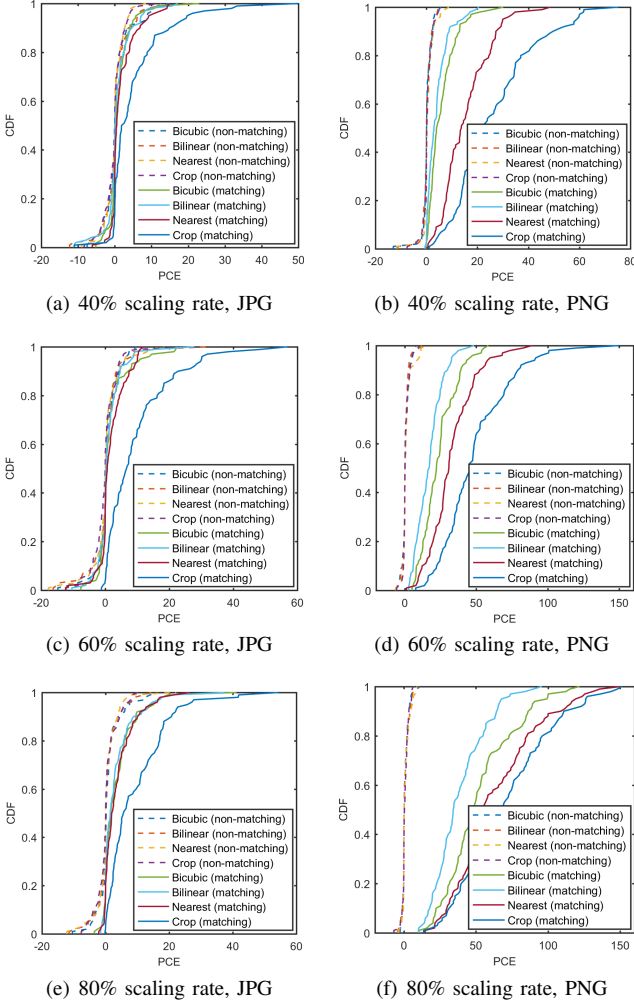 1
0.8
0.6
0.4
0.2
0
CDF
-20 -10 0 10 20 30 40 50
PCE
Bicubic (non-matching)
Bilinear (non-matching)
Nearest (non-matching)
Crop (non-matching)
Bicubic (matching)
Bilinear (matching)
Nearest (matching)
Crop (matching)
(a) 40% scaling rate, JPG
1
0.8
0.6
0.4
0.2
0
CDF
-20 0 20 40 60 80
PCE
Bicubic (non-matching)
Bilinear (non-matching)
Nearest (non-matching)
Crop (non-matching)
Bicubic (matching)
Bilinear (matching)
Nearest (matching)
Crop (matching)
(b) 40% scaling rate, PNG
1
0.8
0.6
0.4
0.2
0
CDF
-20 0 20 40 60
PCE
Bicubic (non-matching)
Bilinear (non-matching)
Nearest (non-matching)
Crop (non-matching)
Bicubic (matching)
Bilinear (matching)
Nearest (matching)
Crop (matching)
(c) 60% scaling rate, JPG
1
0.8
0.6
0.4
0.2
0
CDF
0 50 100 150
PCE
Bicubic (non-matching)
Bilinear (non-matching)
Nearest (non-matching)
Crop (non-matching)
Bicubic (matching)
Bilinear (matching)
Nearest (matching)
Crop (matching)
(d) 60% scaling rate, PNG
1
0.8
0.6
0.4
0.2
0
CDF
-20 0 20 40 60
PCE
Bicubic (non-matching)
Bilinear (non-matching)
Nearest (non-matching)
Crop (non-matching)
Bicubic (matching)
Bilinear (matching)
Nearest (matching)
Crop (matching)
(e) 80% scaling rate, JPG
1
0.8
0.6
0.4
0.2
0
CDF
0 50 100 150
PCE
Bicubic (non-matching)
Bilinear (non-matching)
Nearest (non-matching)
Crop (non-matching)
Bicubic (matching)
Bilinear (matching)
Nearest (matching)
Crop (matching)
(f) 80% scaling rate, PNG